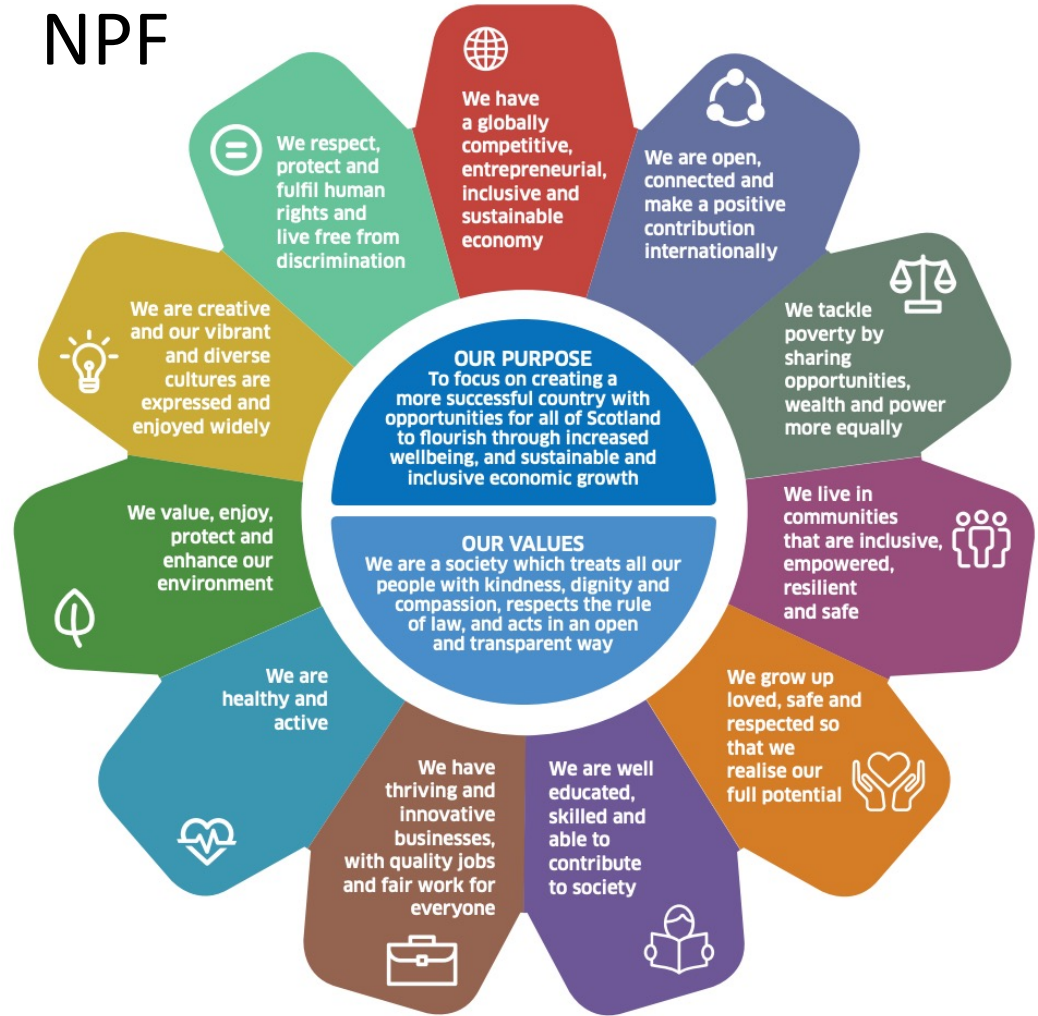 NPF
We have
a globally
competitive,
entrepreneurial,
inclusive and
sustainable
economy
We are open,
connected and
make a positive
contribution
internationally
We tackle
poverty by
sharing
opportunities,
wealth and power
more equally
We live in
communities
that are inclusive,
empowered,
resilient
and safe
We grow up
loved, safe and
respected so
that we
realise our
full potential
We are well
educated,
skilled and
able to
contribute
to society
We have
thriving and
innovative
businesses,
with quality jobs
and fair work for
everyone
We are
healthy and
active
We value, enjoy,
protect and
enhance our
environment
We are creative
and our vibrant
and diverse
cultures are
expressed and
enjoyed widely
We respect,
protect and
fulfil human
rights and
live free from
discrimination
OUR PURPOSE
To focus on creating a
more successful country with
opportunities for all of Scotland
to flourish through increased
wellbeing, and sustainable and
inclusive economic growth
OUR VALUES
We are a society which treats all our
people with kindness, dignity and
compassion, respects the rule
of law, and acts in an open
and transparent way